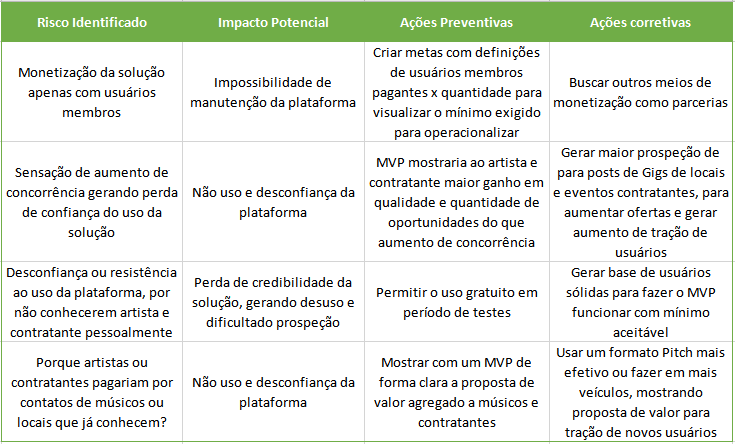 Risco Identificado
Impacto Potencial
Ações Preventivas
Ações corretivas
Monetização da solução
apenas com usuários
membros
Impossibilidade de
manutenção da plataforma
Criar metas com definições
de usuários membros
pagantes x quantidade para
visualizar o mínimo exigido
para operacionalizar
Buscar outros meios de
monetização como parcerias
Sensação de aumento de
concorrência gerando perda
de confiança do uso da
solução
Não uso e desconfiança da
plataforma
MVP mostraria ao artista e
contratante maior ganho em
qualidade e quantidade de
oportunidades do que
aumento de concorrência
Gerar maior prospeção de
para posts de Gigs de locais
e eventos contratantes, para
aumentar ofertas e gerar
aumento de tração de
usuários
Desconfiança ou resistência
ao uso da plataforma, por
não conhecerem artista e
contratante pessoalmente
Perda de credibilidade da
solução, gerando desuso e
dificultado prospeção
Permitir o uso gratuito em
período de testes
Gerar base de usuários
sólidas para fazer o MVP
funcionar com mínimo
aceitável
Porque artistas ou
contratantes pagariam por
contatos de músicos ou
locais que já conhecem?
Não uso e desconfiança da
plataforma
Mostrar com um MVP de
forma clara a proposta de
valor agregado a músicos e
contratantes
Usar um formato Pitch mais
efetivo ou fazer em mais
veículos, mostrando
proposta de valor para
tração de novos usuários